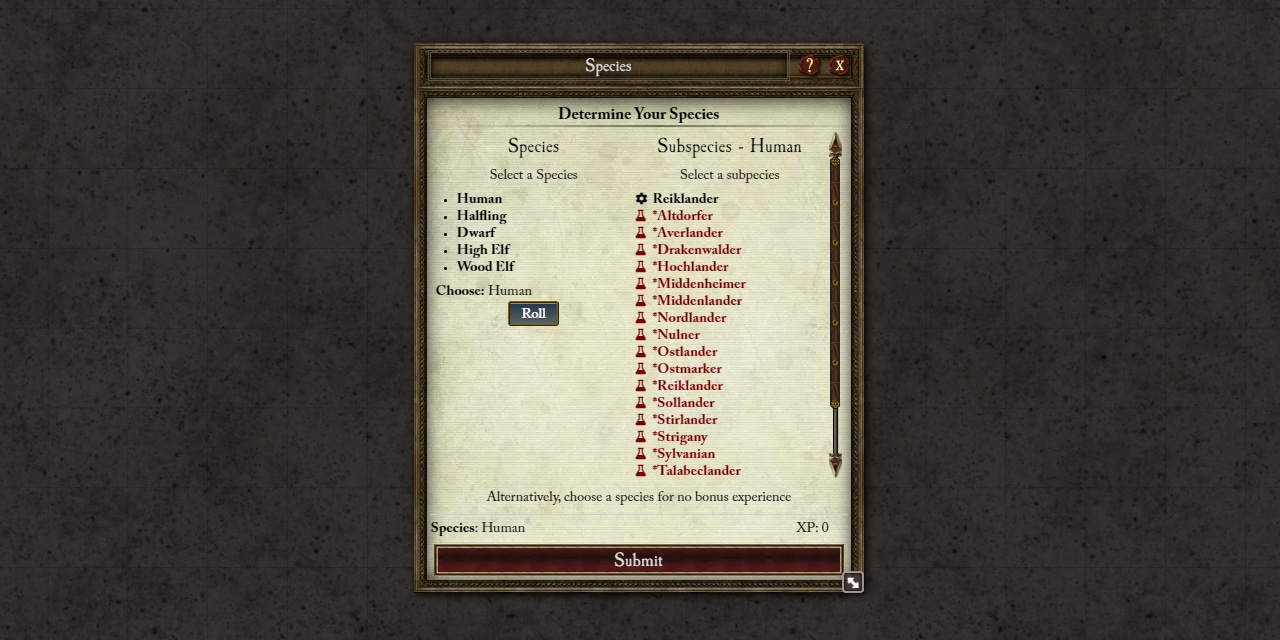 Species
?
X
Determine Your Species
Species
Select a Species
Human
Halfling
Dwarf
High Elf
Wood Elf
Choose: Human
Roll
Subspecies - Human
Select a subpecies
Reiklander
*Altdorfer
*Averlander
*Drakenwalder
*Hochlander
*Middenheimer
*Middenlander
*Nordlander
*Nulner
*Ostlander
*Ostmarker
*Reiklander
*Sollander
*Stirlander
*Strigany
*Sylvanian
*Talabeclander
Alternatively, choose a species for no bonus experience
Species: Human XP: 0
Submit